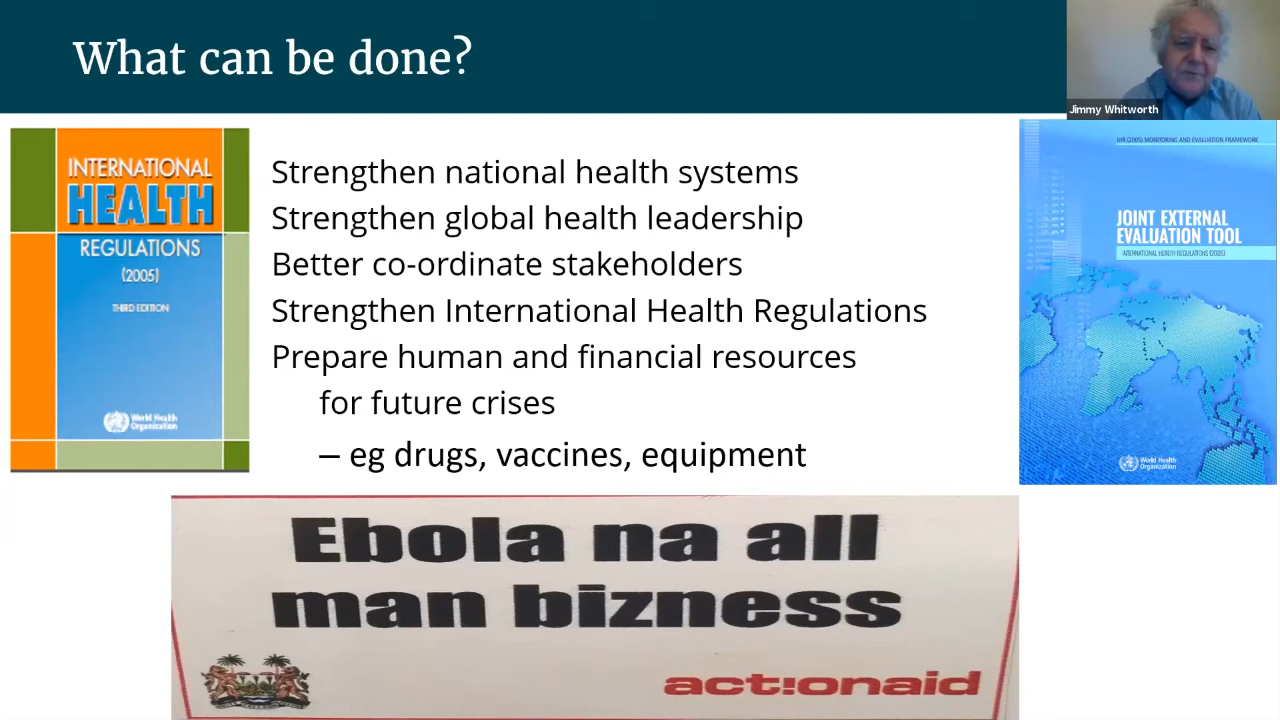 What can be done?
Jimmy Whitworth
INTERNATIONAL
HEALTH
REGULATIONS
(2005)
THIRD EDITION
World Health
Organization
Strengthen national health systems
Strengthen global health leadership
Better co-ordinate stakeholders
Strengthen International Health Regulations
Prepare human and financial resources
for future crises
– eg drugs, vaccines, equipment
IHR (2005) MONITORING AND EVALUATION FRAMEWORK
JOINT EXTERNAL
EVALUATION TOOL
INTERNATIONAL HEALTH REGULATIONS (2005)
World Health
Organization
Ebola na all
man bizness
act!onaid